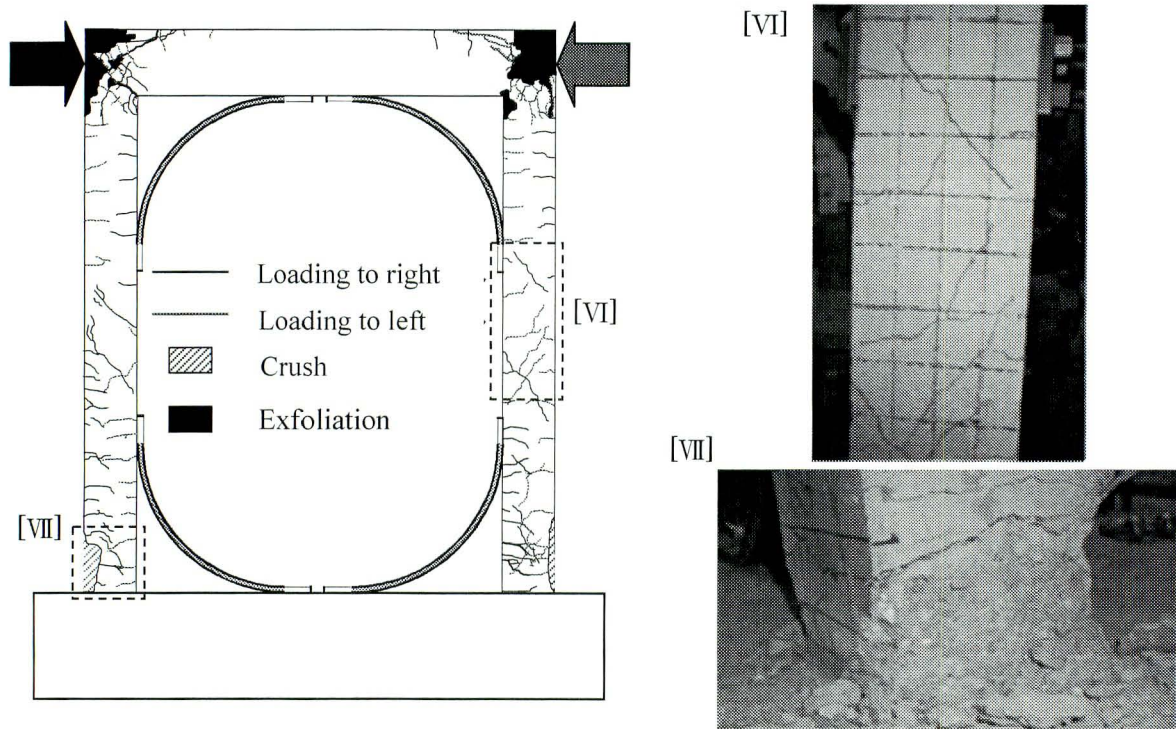 [Ⅵ]
Loading to right
Loading to left
[Ⅵ]
Crush
Exfoliation
[Ⅶ]
[Ⅶ]